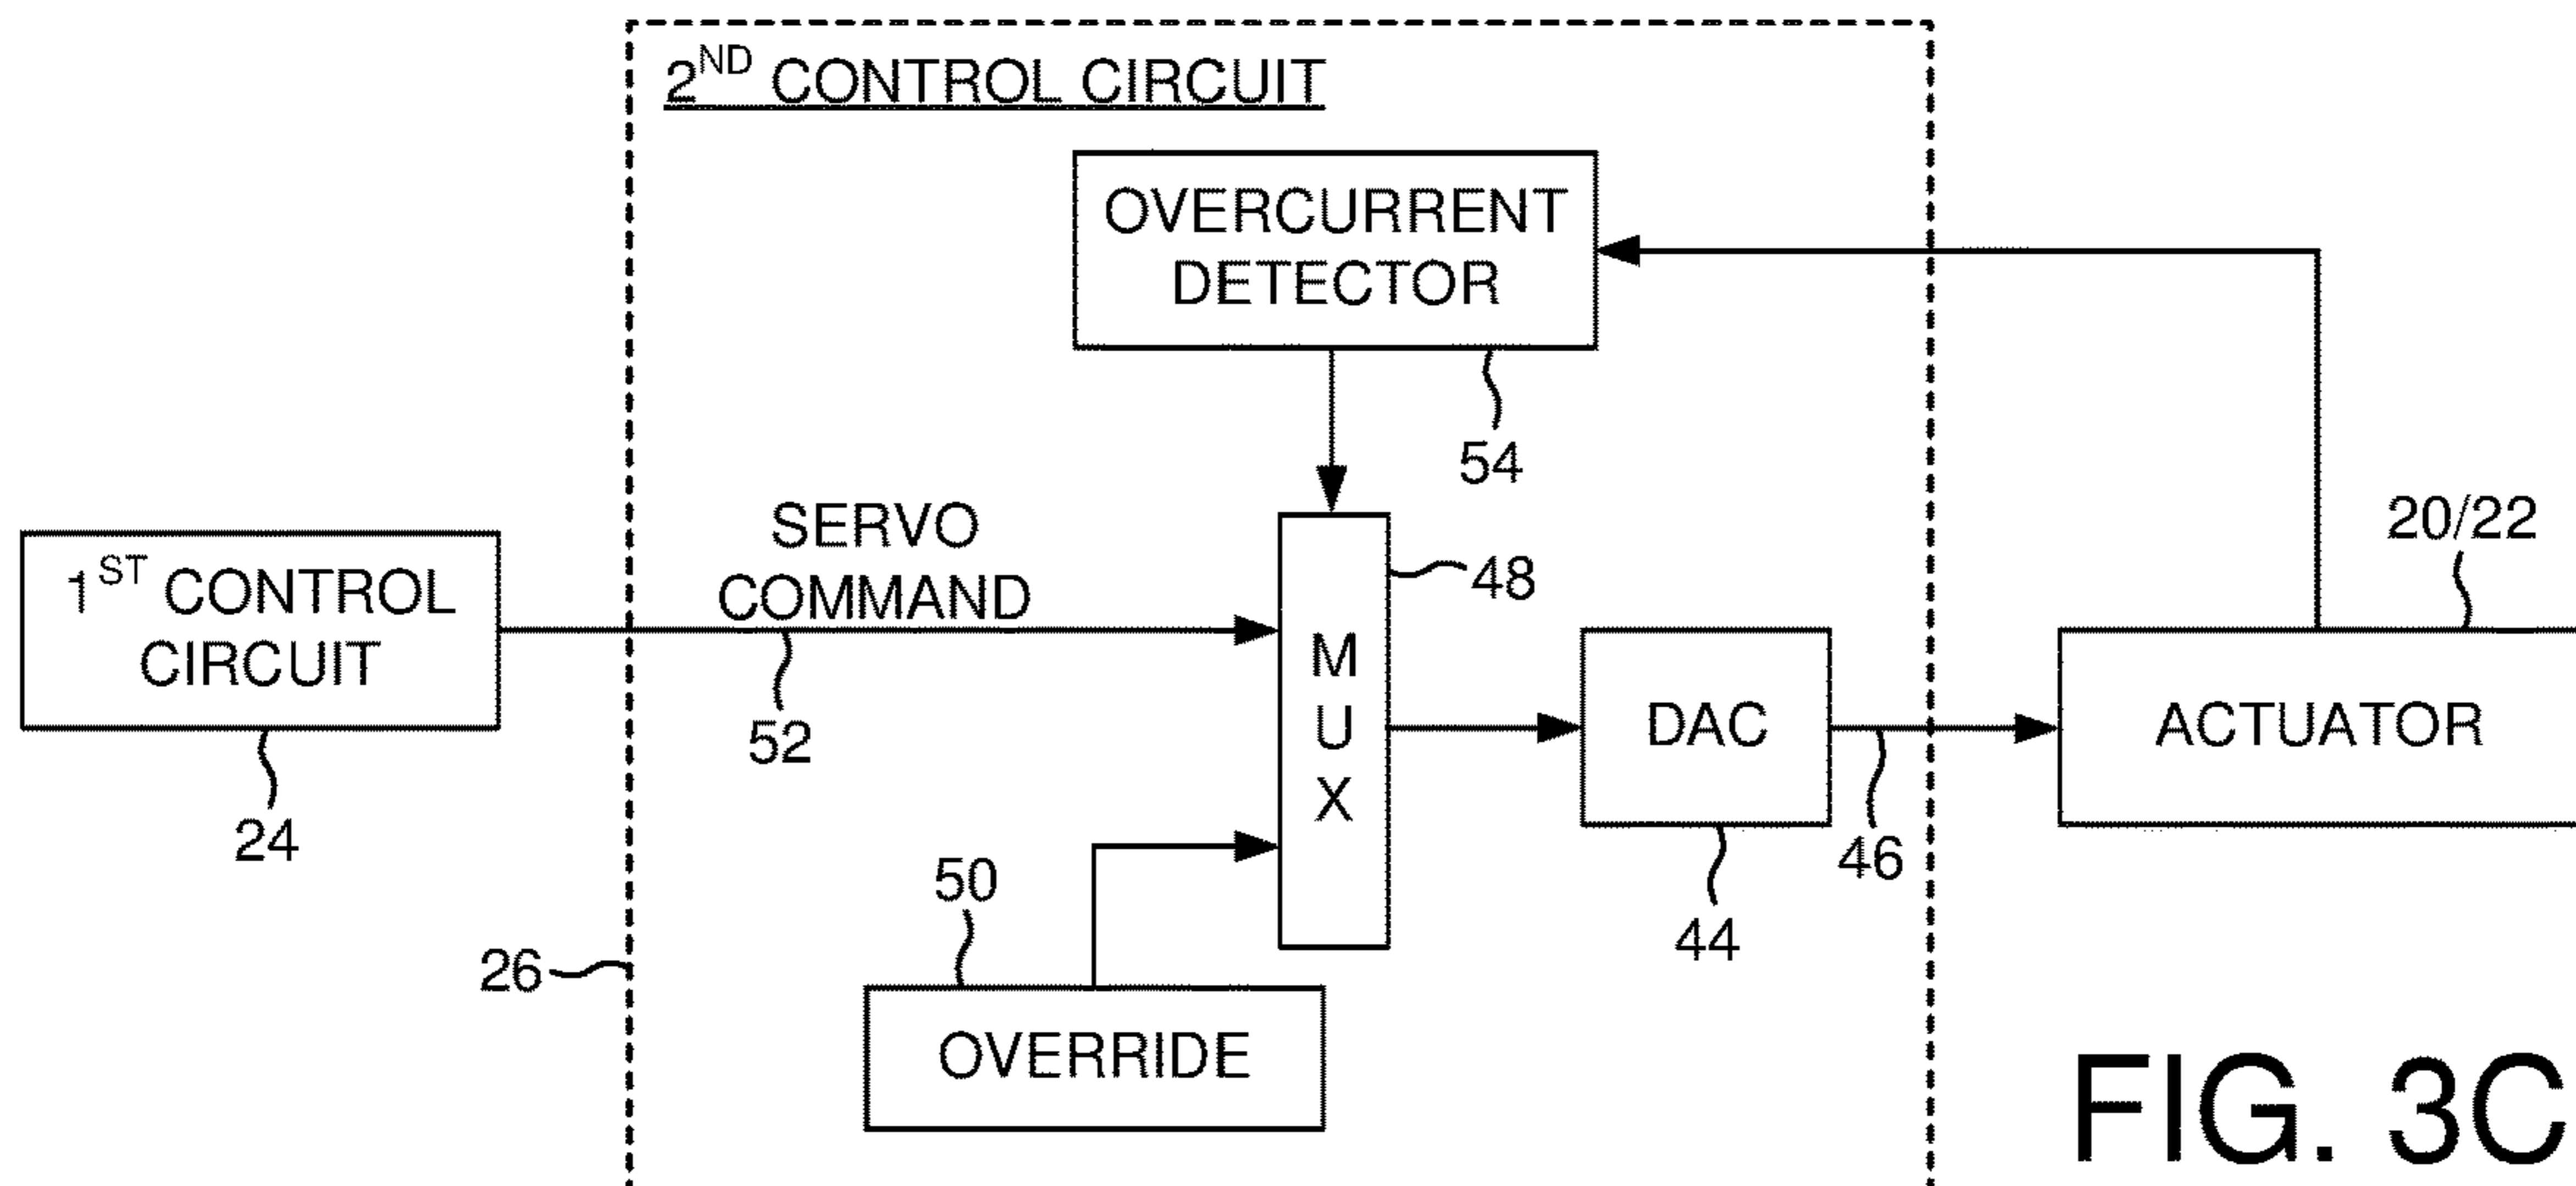 2ND CONTROL CIRCUIT
OVERCURRENT
DETECTOR
54
SERVO
COMMAND
52
1ST CONTROL
CIRCUIT
24
M
U
X
48
DAC
44
46
20/22
ACTUATOR
50
OVERRIDE
26
FIG. 3C